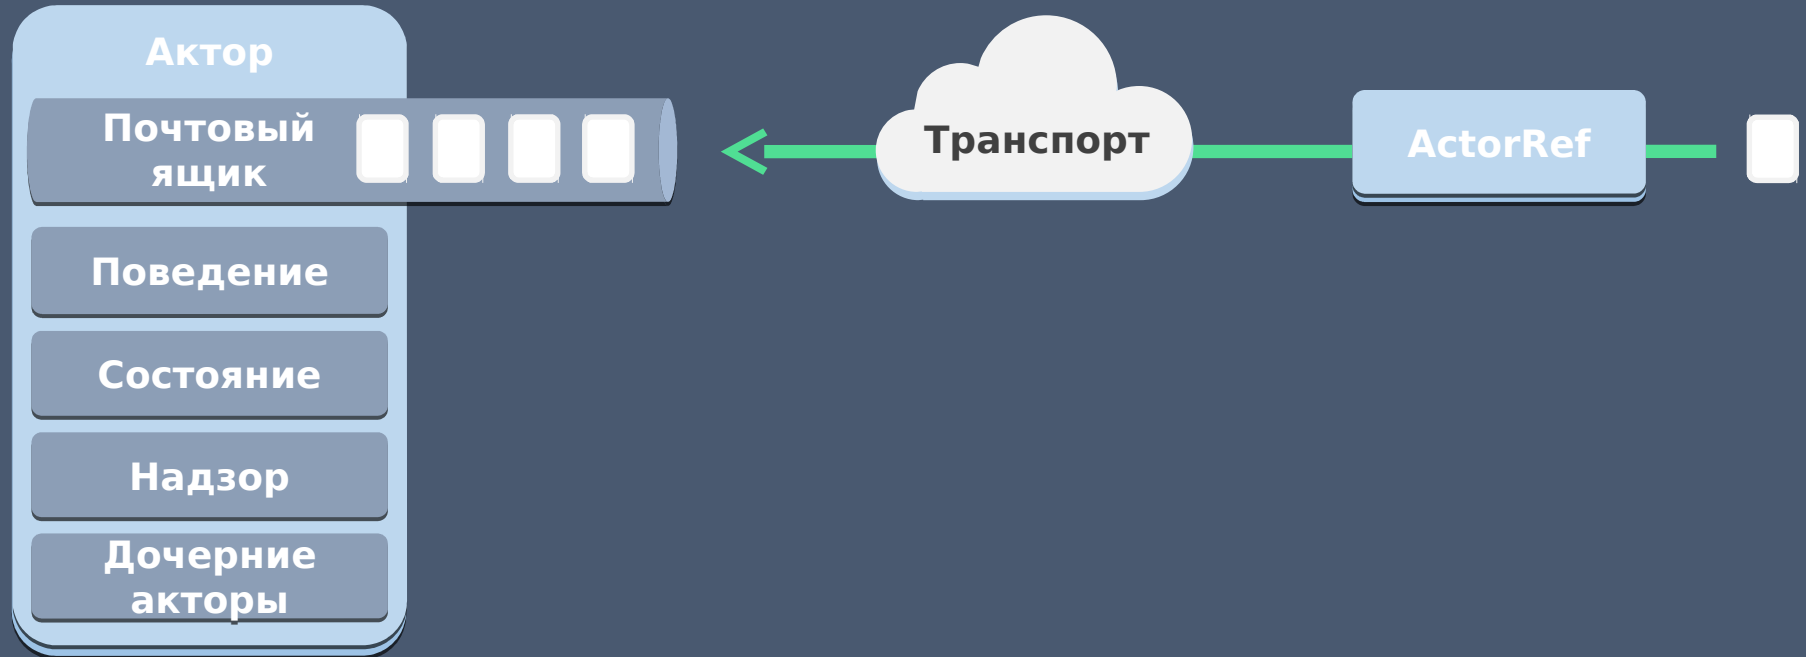 Актор
Почтовый
ящик
Транспорт
ActorRef
Поведение
Состояние
Надзор
Дочерние
акторы